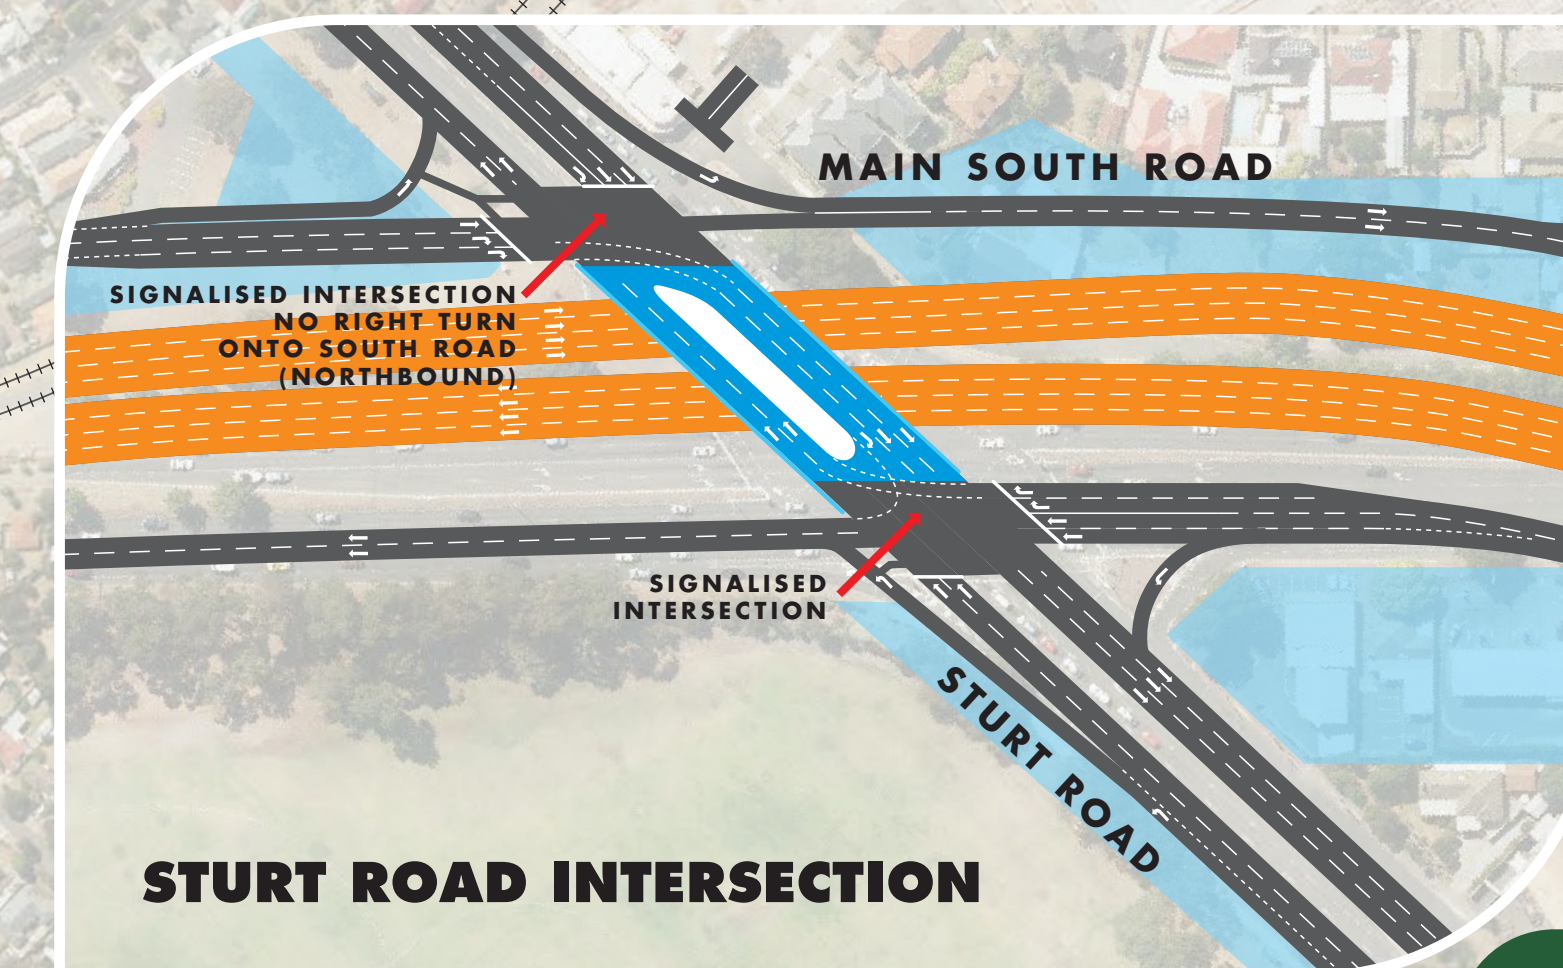 MAIN SOUTH ROAD
SIGNALISED INTERSECTION
NO RIGHT TURN
ONTO SOUTH ROAD
(NORTHBOUND)
SIGNALISED
INTERSECTION
STURT ROAD
STURT ROAD INTERSECTION